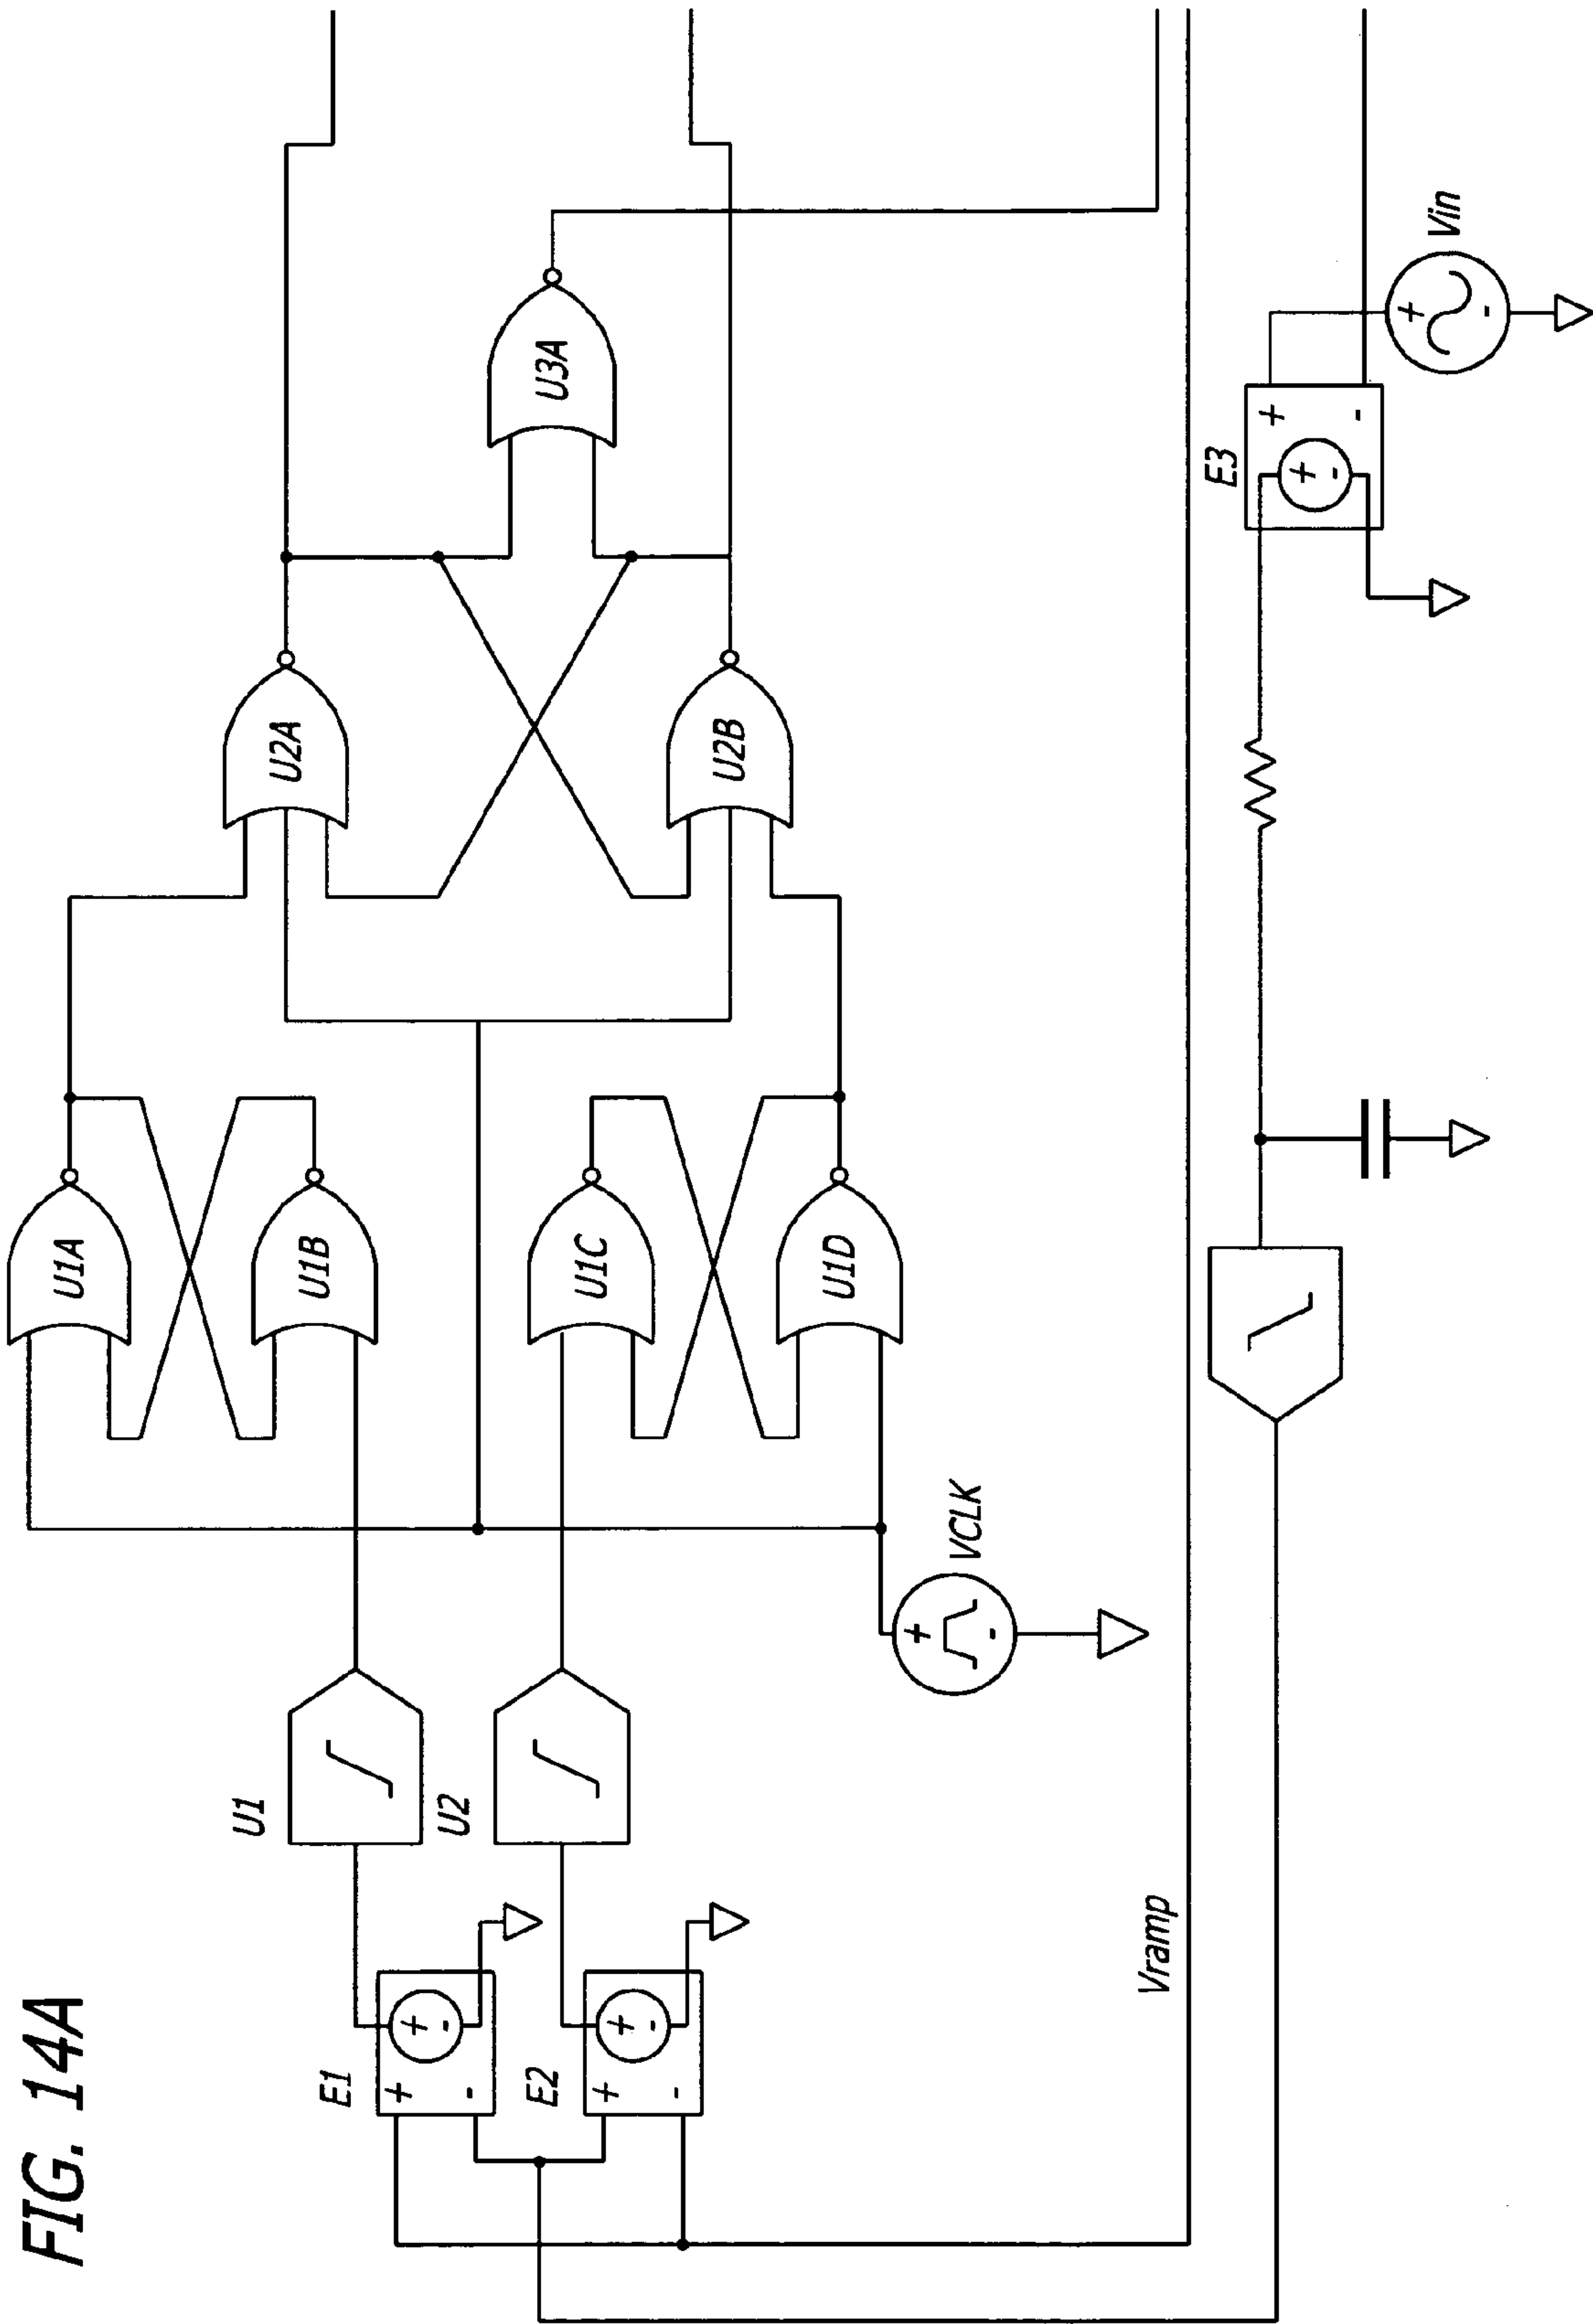 FIG. 14A
U1A
U1B
U1C
U1D
U2A
U2B
U3A
U1
U2
E1
+
-
+
-
E2
+
-
+
-
VCLK
+
-
Vramp
E3
+
-
+
-
Vin
+
-